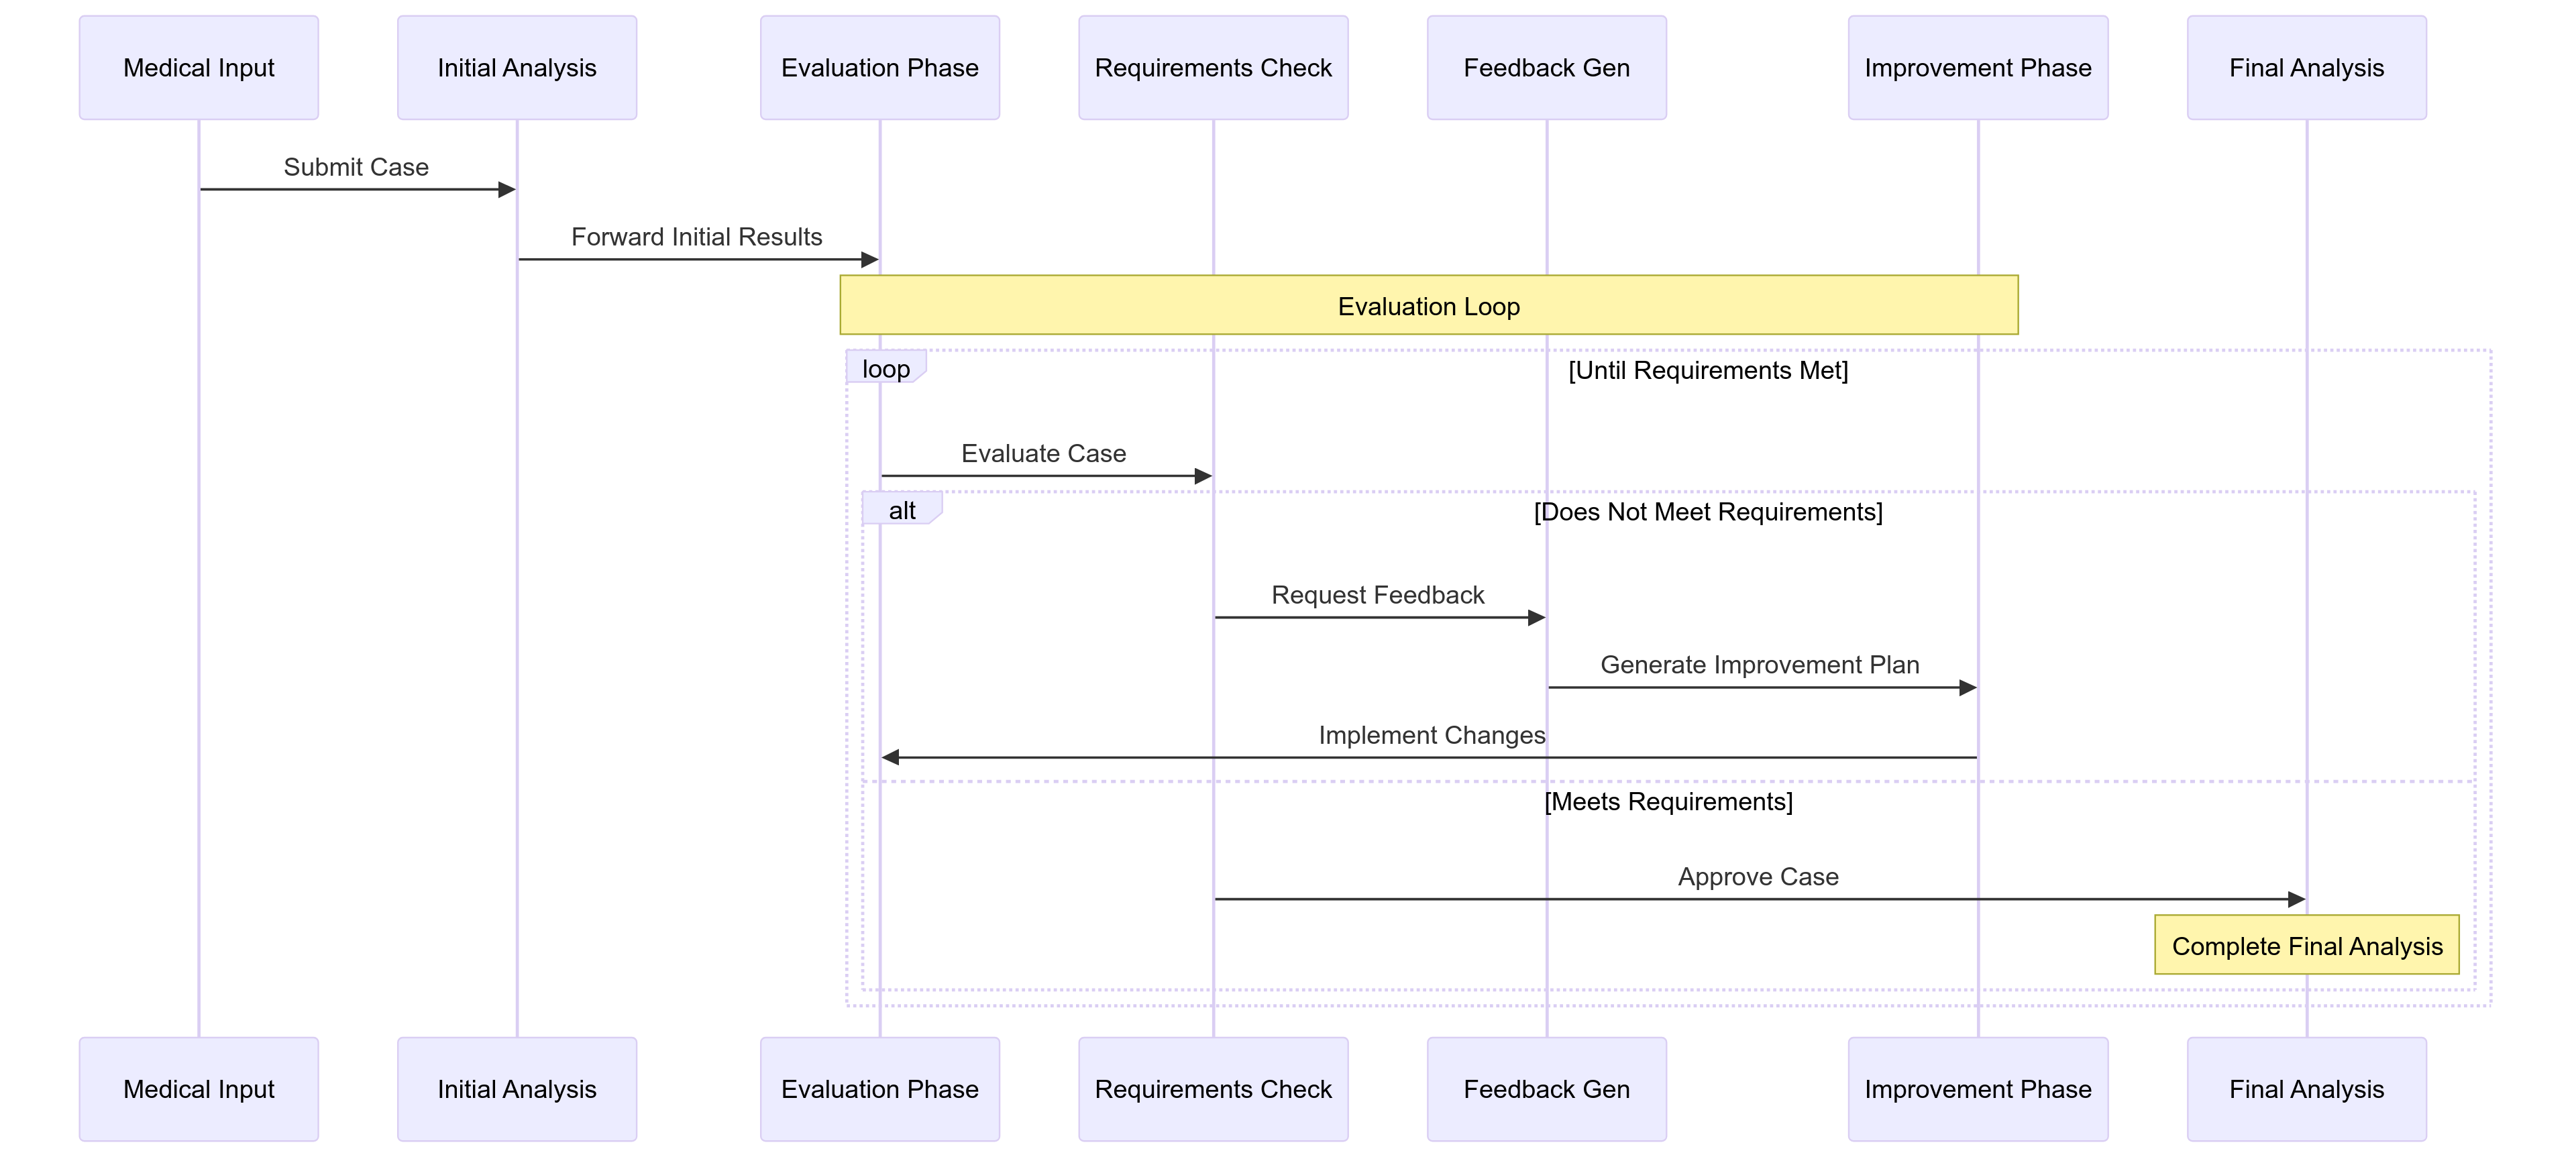 Medical Input
Initial Analysis
Evaluation Phase
Requirements Check
Feedback Gen
Improvement Phase
Final Analysis
Submit Case
Forward Initial Results
Evaluation Loop
loop
[Until Requirements Met]
Evaluate Case
alt
[Does Not Meet Requirements]
Request Feedback
Generate Improvement Plan
Implement Changes
[Meets Requirements]
Approve Case
Complete Final Analysis
Medical Input
Initial Analysis
Evaluation Phase
Requirements Check
Feedback Gen
Improvement Phase
Final Analysis